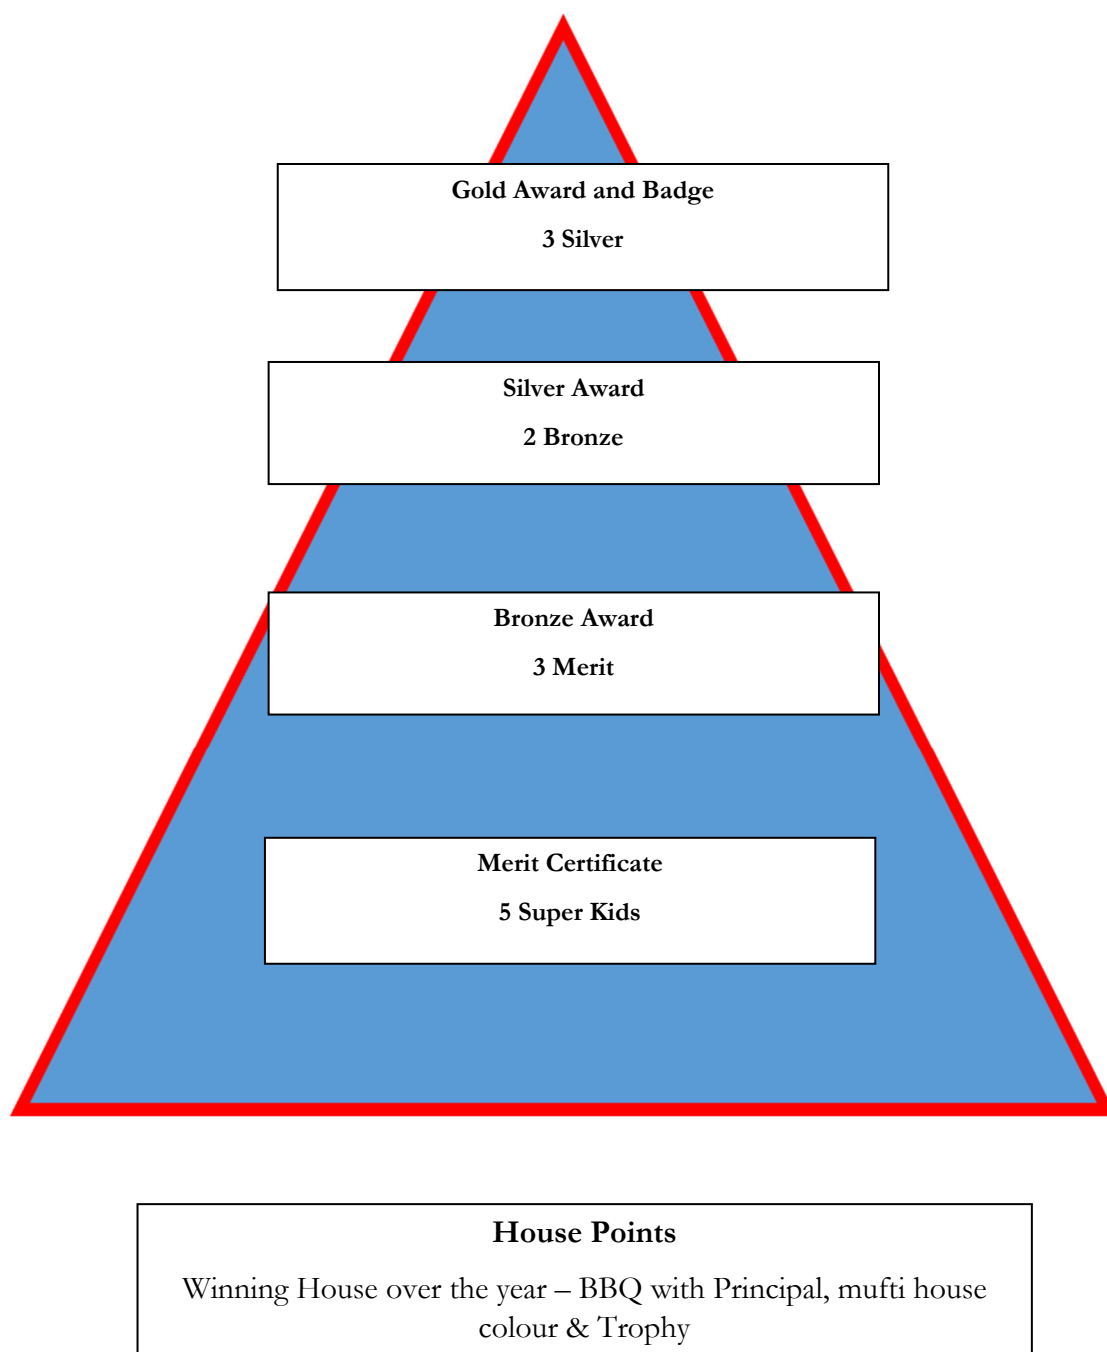 Gold Award and Badge
3 Silver
Silver Award
2 Bronze
Bronze Award
3 Merit
Merit Certificate
5 Super Kids
House Points
Winning House over the year – BBQ with Principal, mufti house
colour & Trophy